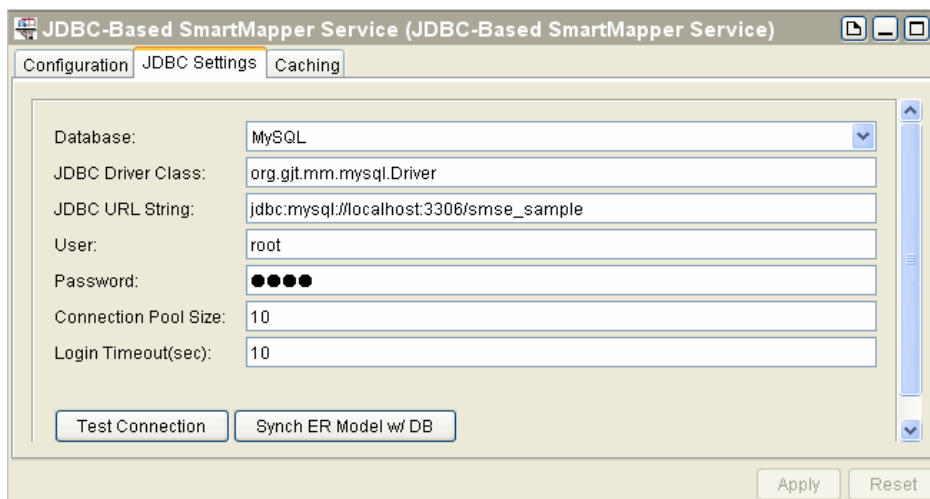 JDBC-Based SmartMapper Service (JDBC-Based SmartMapper Service)
Configuration JDBC Settings Caching
Database: MySQL
JDBC Driver Class: org.gjt.mm.mysql.Driver
JDBC URL String: jdbc:mysql://localhost:3306/smse_sample
User: root
Password: ●●●●
Connection Pool Size: 10
Login Timeout(sec): 10
Test Connection Synch ER Model w/ DB
Apply Reset